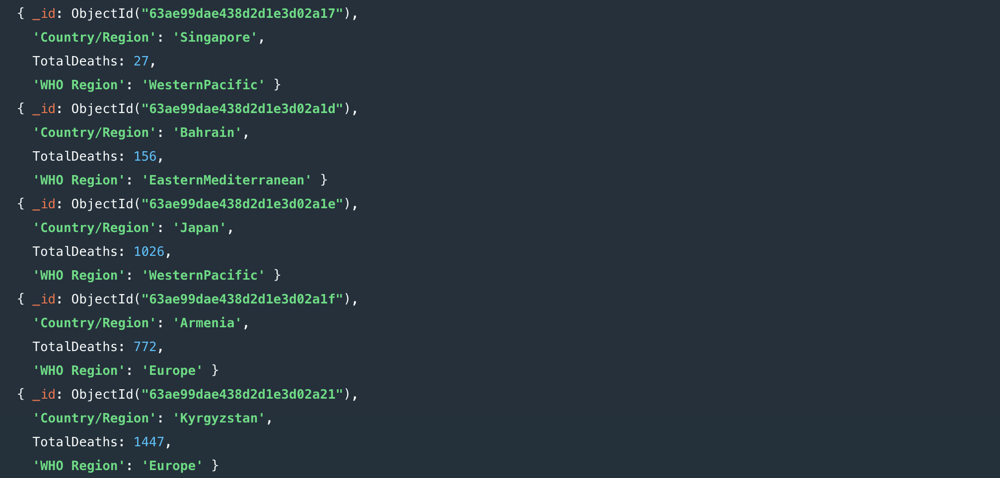 { _id: ObjectId("63ae99dae438d2d1e3d02a17"),
'Country/Region': 'Singapore',
TotalDeaths: 27,
'WHO Region': 'WesternPacific' }
{ _id: ObjectId("63ae99dae438d2d1e3d02a1d"),
'Country/Region': 'Bahrain',
TotalDeaths: 156,
'WHO Region': 'EasternMediterranean' }
{ _id: ObjectId("63ae99dae438d2d1e3d02a1e"),
'Country/Region': 'Japan',
TotalDeaths: 1026,
'WHO Region': 'WesternPacific' }
{ _id: ObjectId("63ae99dae438d2d1e3d02a1f"),
'Country/Region': 'Armenia',
TotalDeaths: 772,
'WHO Region': 'Europe' }
{ _id: ObjectId("63ae99dae438d2d1e3d02a21"),
'Country/Region': 'Kyrgyzstan',
TotalDeaths: 1447,
'WHO Region': 'Europe' }